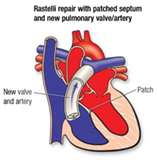 Rastelli repair with patched septum
and new pulmonary valve/artery
New valve
and artery
Patch